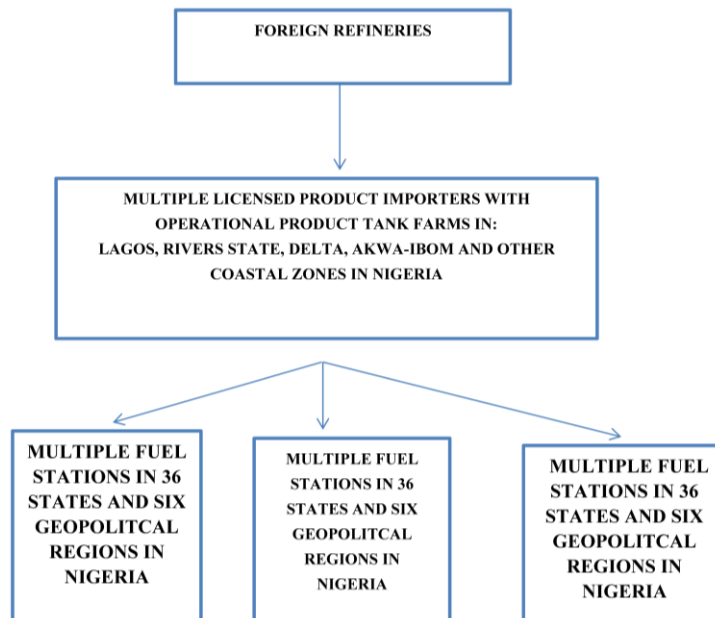 FOREIGN REFINERIES
MULTIPLE LICENSED PRODUCT IMPORTERS WITH
OPERATIONAL PRODUCT TANK FARMS IN:
LAGOS, RIVERS STATE, DELTA, AKWA-IBOM AND OTHER
COASTAL ZONES IN NIGERIA
MULTIPLE FUEL
STATIONS IN 36
STATES AND SIX
GEOPOLITCAL
REGIONS IN
NIGERIA
MULTIPLE FUEL
STATIONS IN 36
STATES AND SIX
GEOPOLITCAL
REGIONS IN
NIGERIA
MULTIPLE FUEL
STATIONS IN 36
STATES AND SIX
GEOPOLITCAL
REGIONS IN
NIGERIA